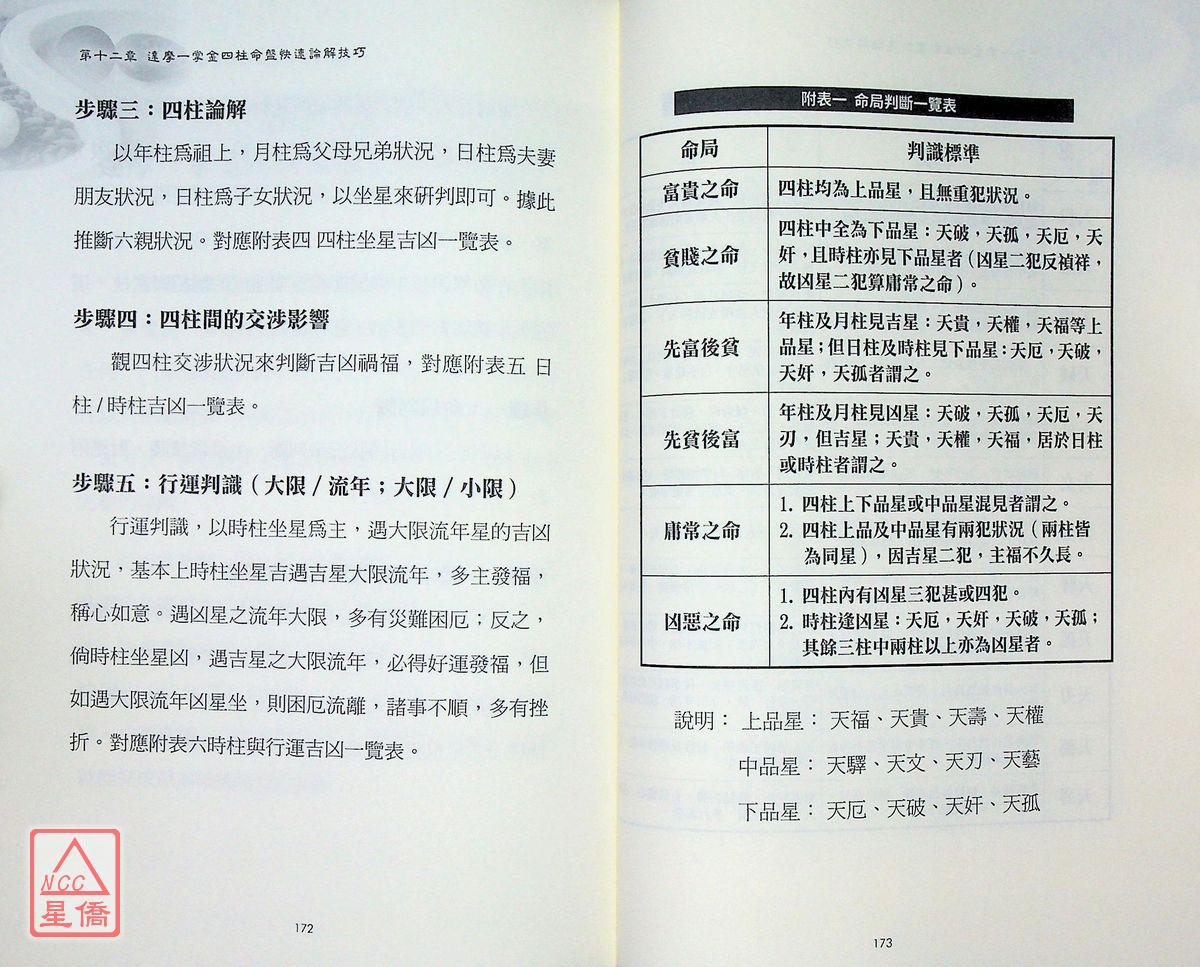 第十二章 達摩一掌金四柱命盤快速論解技巧
步驟三：四柱論解
以年柱為祖上，月柱為父母兄弟狀況，日柱為夫妻
朋友狀況，日柱為子女狀況，以坐星來研判即可。據此
推斷六親狀況。對應附表四 四柱坐星吉凶一覽表。
步驟四：四柱間的交涉影響
觀四柱交涉狀況來判斷吉凶禍福，對應附表五 日
柱/時柱吉凶一覽表。
步驟五：行運判識（大限/流年；大限/小限）
行運判識，以時柱坐星為主，遇大限流年星的吉凶
狀況，基本上時柱坐星吉遇吉星大限流年，多主發福，
稱心如意。遇凶星之流年大限，多有災難困厄；反之，
倘時柱坐星凶，遇吉星之大限流年，必得好運發福，但
如遇大限流年凶星坐，則困厄流離，諸事不順，多有挫
折。對應附表六時柱與行運吉凶一覽表。
172
NCC
星僑
附表一 命局判斷一覽表
命局 判識標準
富貴之命 四柱均為上品星，且無重犯狀況。
貧賤之命
四柱中全為下品星：天破，天孤，天厄，天
奸，且時柱亦見下品星者（凶星二犯反禎祥，
故凶星二犯算庸常之命）。
先富後貧
年柱及月柱見吉星：天貴，天權，天福等上
品星；但日柱及時柱見下品星：天厄，天破，
天奸，天孤者謂之。
先貧後富
年柱及月柱見凶星：天破，天孤，天厄，天
刃，但吉星；天貴，天權，天福，居於日柱
或時柱者謂之。
庸常之命
1. 四柱上下品星或中品星混見者謂之。
2. 四柱上品及中品星有兩犯狀況（兩柱皆
為同星），因吉星二犯，主福不久長。
凶惡之命
1. 四柱內有凶星三犯甚或四犯。
2. 時柱逢凶星：天厄，天奸，天破，天孤；
其餘三柱中兩柱以上亦為凶星者。
說明： 上品星： 天福、天貴、天壽、天權
中品星： 天驛、天文、天刃、天藝
下品星： 天厄、天破、天奸、天孤
173